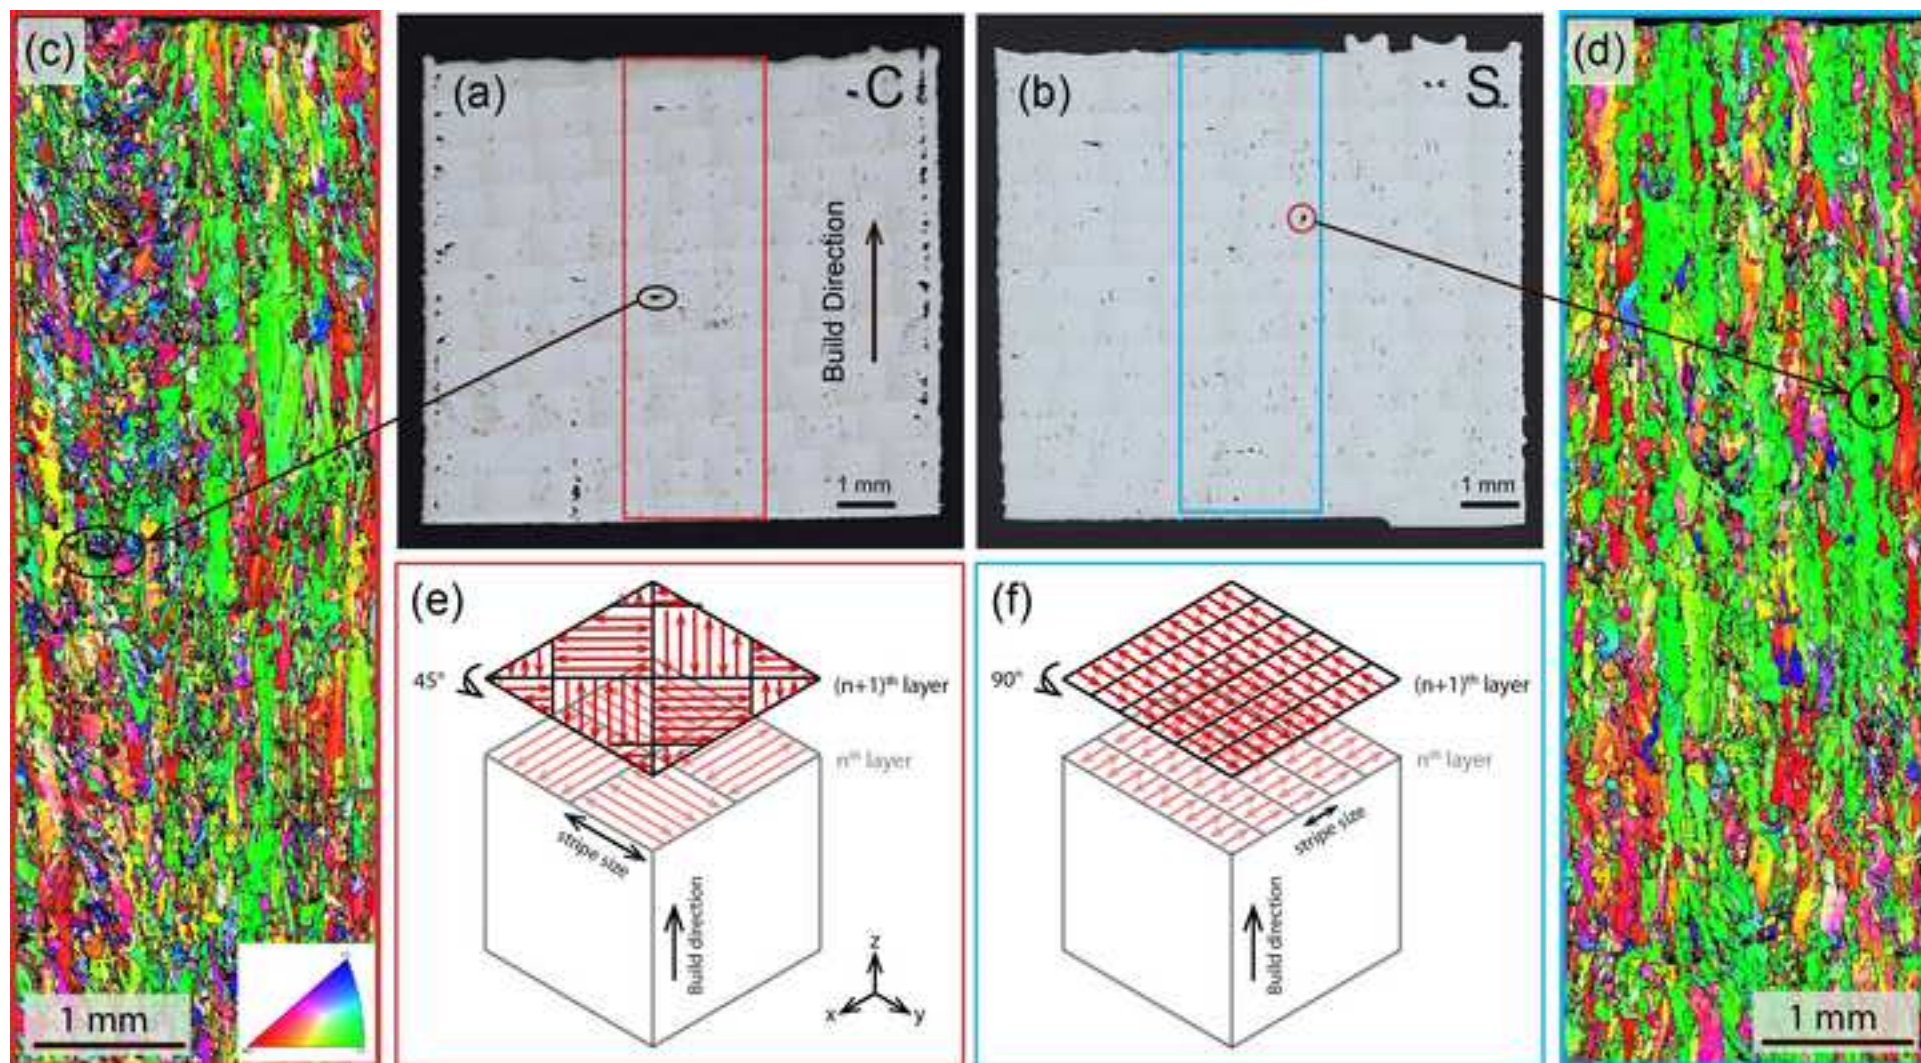 (c)
(a)
C
(b)
S
(d)
Build Direction
1 mm
1 mm
(e)
45°
(n+1)th layer
nth layer
stripe size
Build direction
z
x
y
(f)
90°
(n+1)th layer
nth layer
stripe size
Build direction
1 mm
1 mm